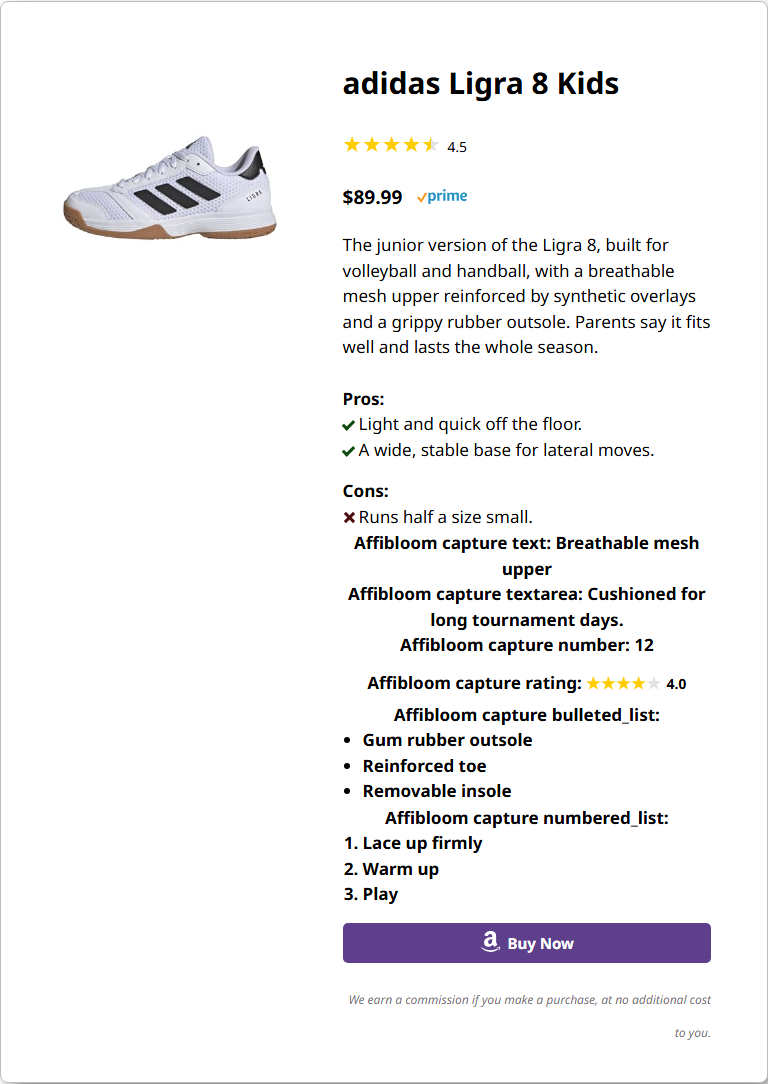 adidas Ligra 8 Kids
4.5
$89.99 prime
LIGRA
The junior version of the Ligra 8, built for
volleyball and handball, with a breathable
mesh upper reinforced by synthetic overlays
and a grippy rubber outsole. Parents say it fits
well and lasts the whole season.
Pros:
Light and quick off the floor.
A wide, stable base for lateral moves.
Cons:
Runs half a size small.
Affibloom capture text: Breathable mesh
upper
Affibloom capture textarea: Cushioned for
long tournament days.
Affibloom capture number: 12
Affibloom capture rating: 4.0
Affibloom capture bulleted_list:
• Gum rubber outsole
• Reinforced toe
• Removable insole
Affibloom capture numbered_list:
1. Lace up firmly
2. Warm up
3. Play
Buy Now
We earn a commission if you make a purchase, at no additional cost
to you.